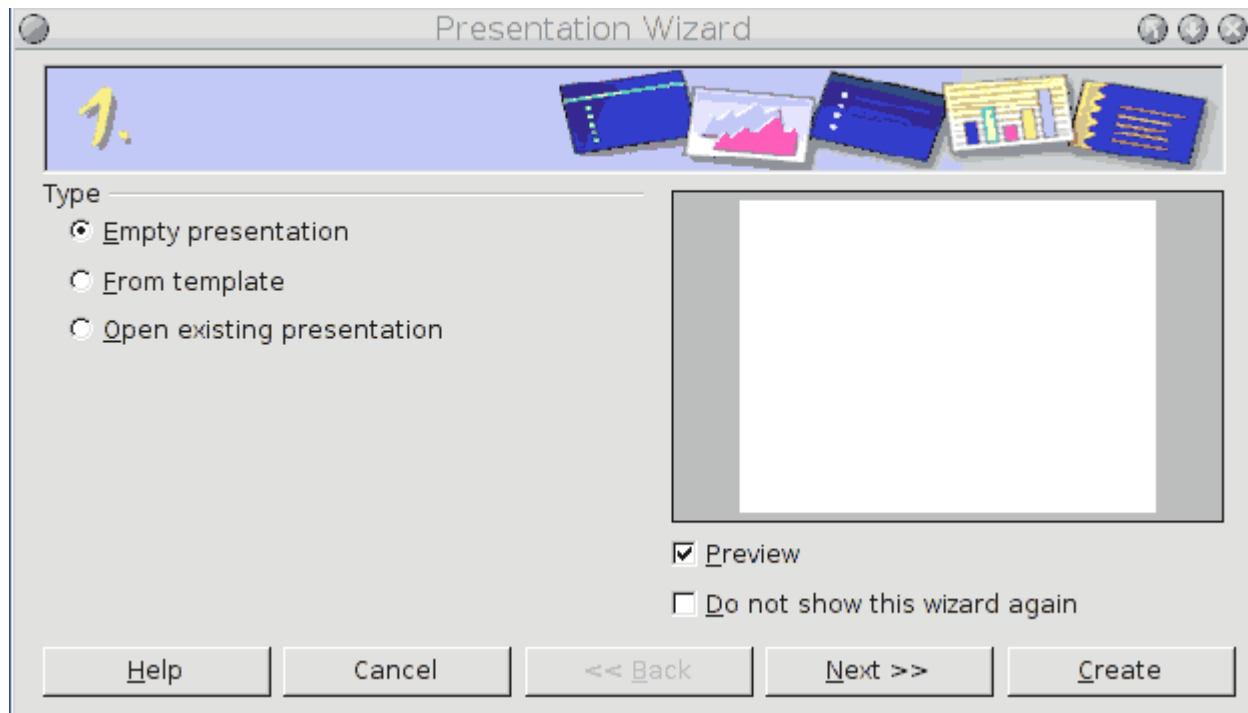 Presentation Wizard
1.
Type
Empty presentation
From template
Open existing presentation
Preview
Do not show this wizard again
Help
Cancel
<< Back
Next >>
Create